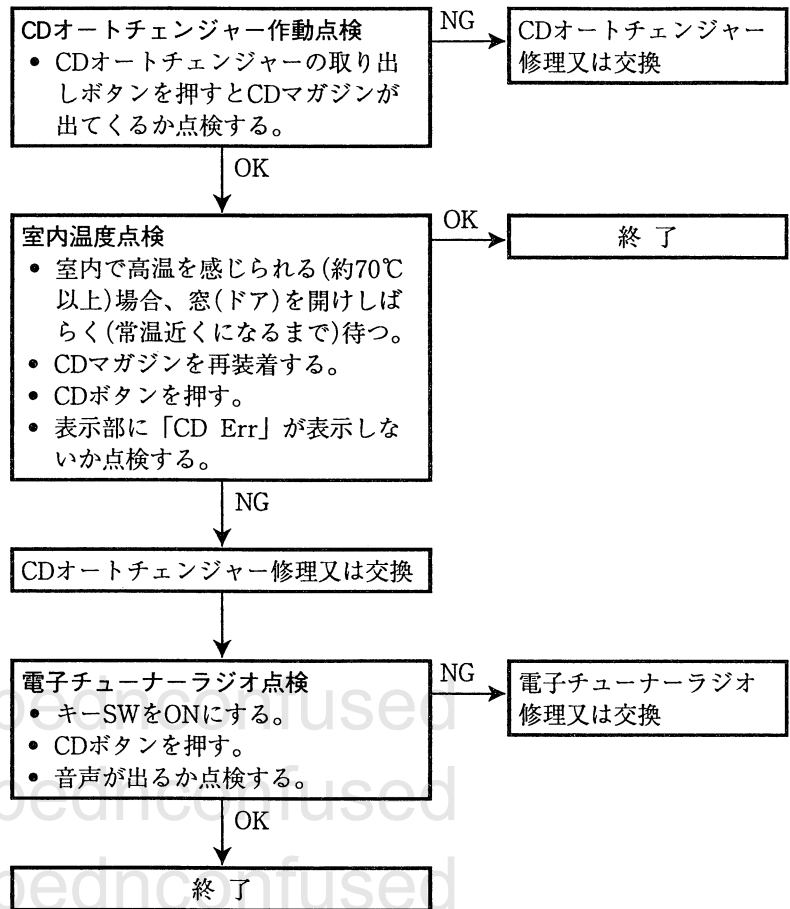 CDオートチェンジャー作動点検
• CDオートチェンジャーの取り出
しボタンを押すとCDマガジンが
出てくるか点検する。
NG
CDオートチェンジャー
修理又は交換
OK
室内温度点検
• 室内で高温を感じられる(約70℃
以上)場合、窓(ドア)を開けしば
らく(常温近くになるまで)待つ。
• CDマガジンを再装着する。
• CDボタンを押す。
• 表示部に「CD Err」が表示しな
いか点検する。
OK
終 了
NG
CDオートチェンジャー修理又は交換
電子チューナーラジオ点検
• キーSWをONにする。
• CDボタンを押す。
• 音声が出るか点検する。
NG
電子チューナーラジオ
修理又は交換
OK
終 了
pednconfused
pednconfused
pednconfused